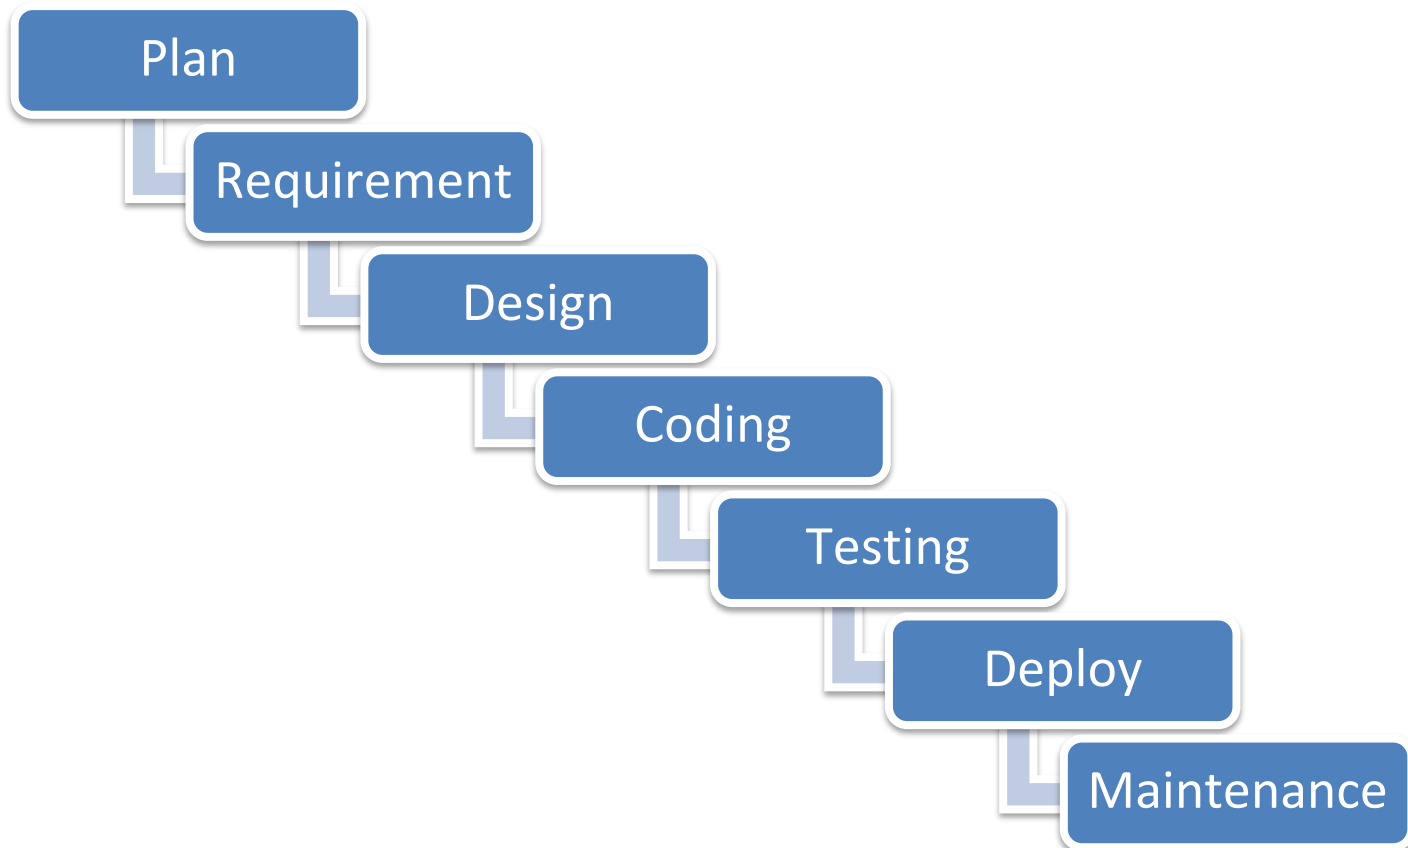 Plan
Requirement
Design
Coding
Testing
Deploy
Maintenance